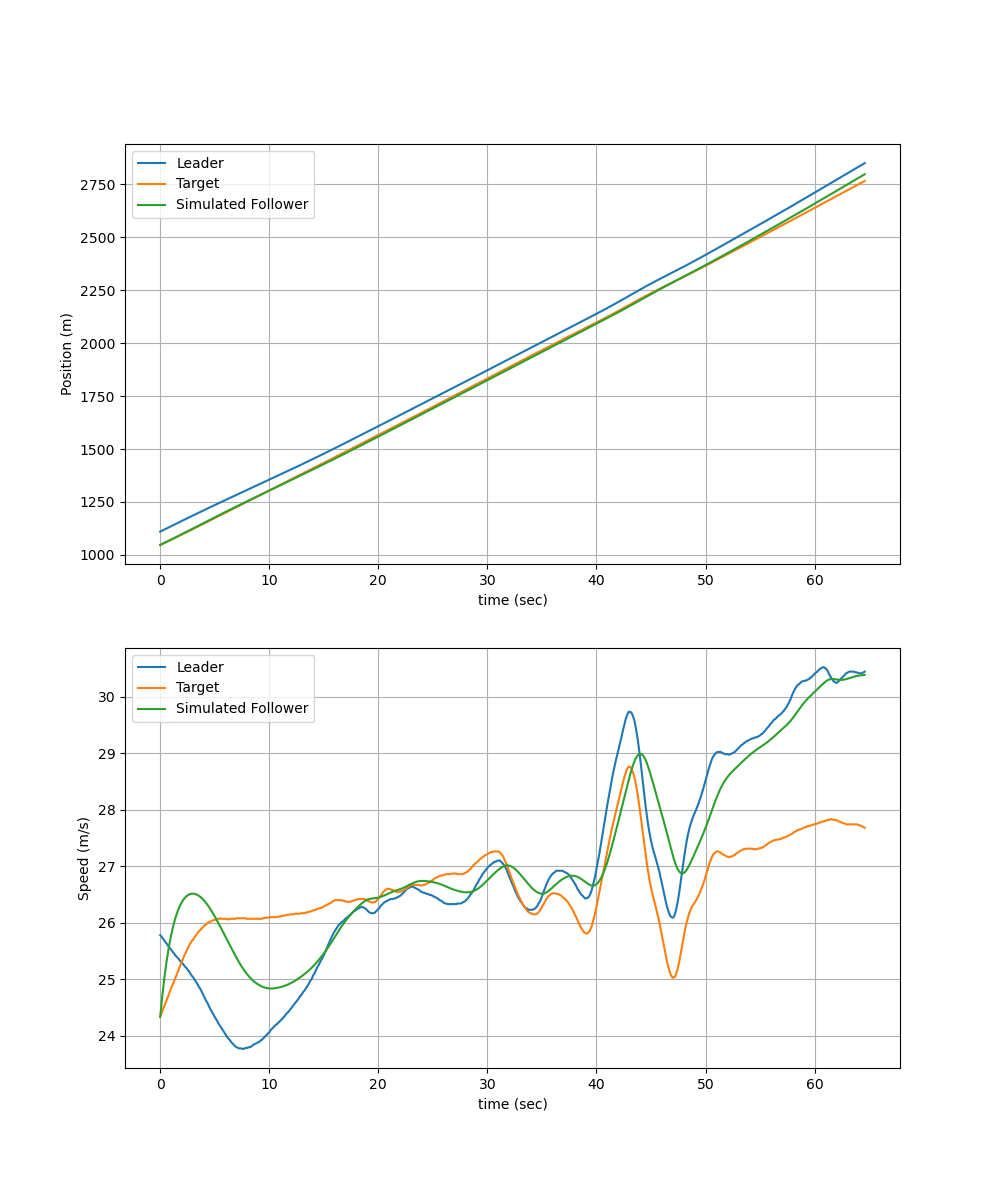 Leader
Target
Simulated Follower
2750
2500
2250
2000
1750
1500
1250
1000
Position (m)
0 10 20 30 40 50 60
time (sec)
Leader
Target
Simulated Follower
30
29
28
27
26
25
24
Speed (m/s)
0 10 20 30 40 50 60
time (sec)